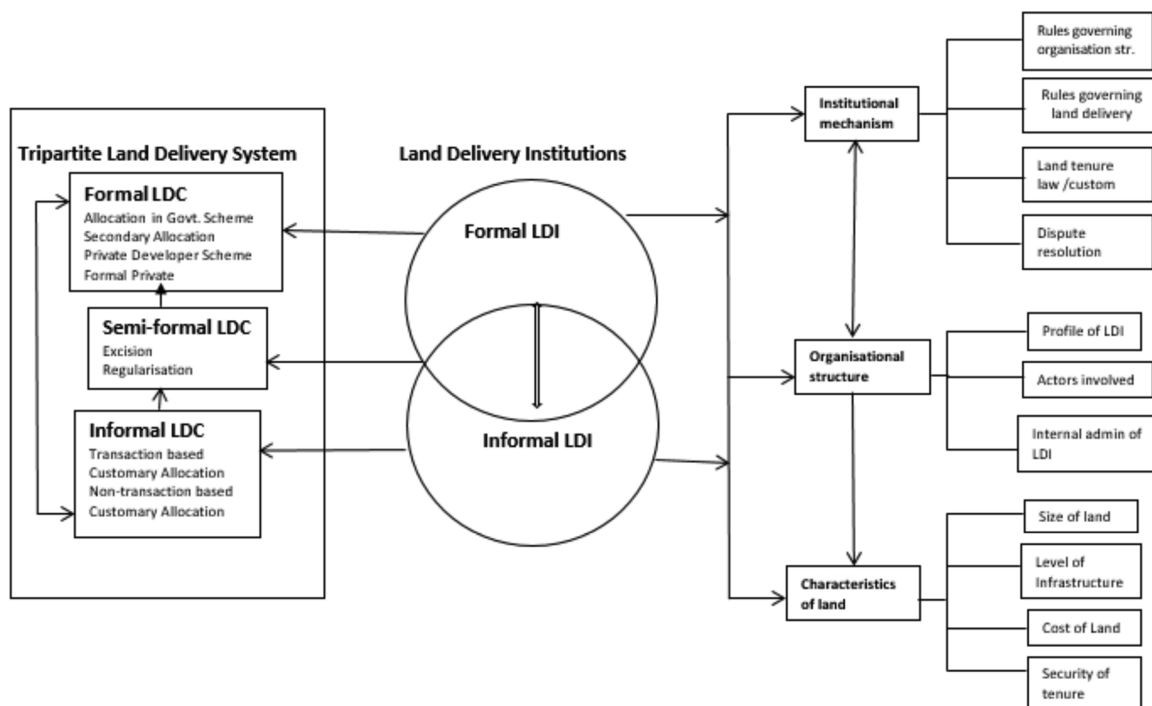 Tripartite Land Delivery System
Formal LDC
Allocation in Govt. Scheme
Secondary Allocation
Private Developer Scheme
Formal Private
Semi-formal LDC
Excision
Regularisation
Informal LDC
Transaction based
Customary Allocation
Non-transaction based
Customary Allocation
Land Delivery Institutions
Formal LDI
Informal LDI
Institutional
mechanism
Organisational
structure
Characteristics
of land
Rules governing
organisation str.
Rules governing
land delivery
Land tenure
law /custom
Dispute
resolution
Profile of LDI
Actors involved
Internal admin of
LDI
Size of land
Level of
Infrastructure
Cost of Land
Security of
tenure